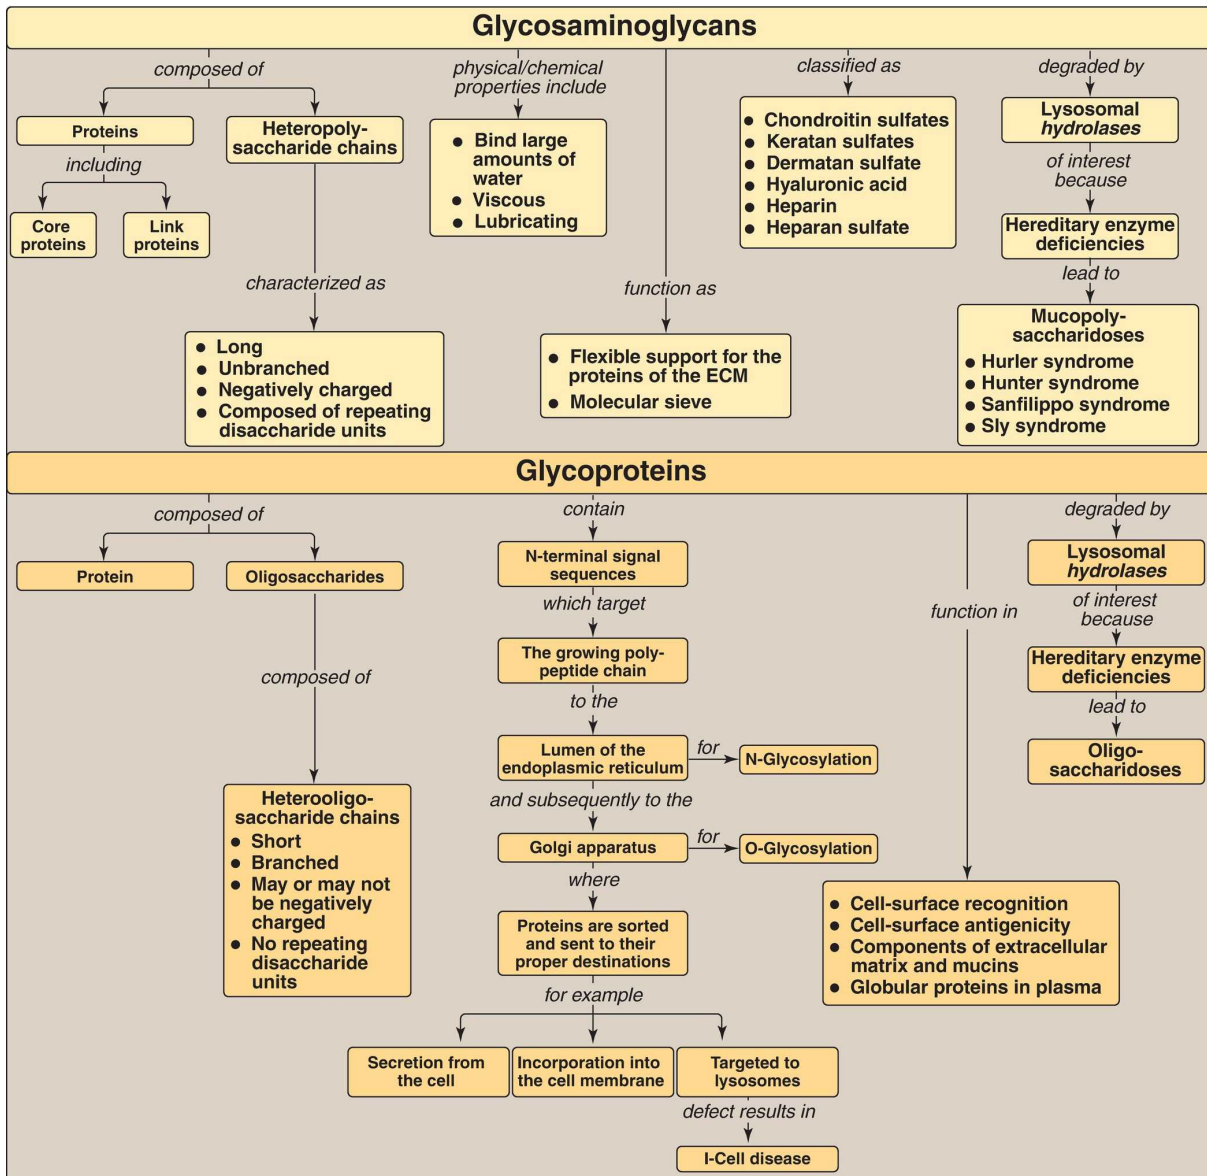 Glycosaminoglycans
composed of
Proteins
including
Core
proteins
Link
proteins
Heteropoly-
saccharide chains
characterized as
● Long
● Unbranched
● Negatively charged
● Composed of repeating
disaccharide units
physical/chemical
properties include
● Bind large
amounts of
water
● Viscous
● Lubricating
function as
● Flexible support for the
proteins of the ECM
● Molecular sieve
classified as
● Chondroitin sulfates
● Keratan sulfates
● Dermatan sulfate
● Hyaluronic acid
● Heparin
● Heparan sulfate
degraded by
Lysosomal
hydrolases
of interest
because
Hereditary enzyme
deficiencies
lead to
Mucopoly-
saccharidoses
● Hurler syndrome
● Hunter syndrome
● Sanfilippo syndrome
● Sly syndrome
Glycoproteins
composed of
Protein
Oligosaccharides
composed of
Heterooligo-
saccharide chains
● Short
● Branched
● May or may not
be negatively
charged
● No repeating
disaccharide
units
contain
N-terminal signal
sequences
which target
The growing poly-
peptide chain
to the
Lumen of the
endoplasmic reticulum
for
N-Glycosylation
and subsequently to the
Golgi apparatus
for
O-Glycosylation
where
Proteins are sorted
and sent to their
proper destinations
for example
Secretion from
the cell
Incorporation into
the cell membrane
Targeted to
lysosomes
defect results in
I-Cell disease
function in
● Cell-surface recognition
● Cell-surface antigenicity
● Components of extracellular
matrix and mucins
● Globular proteins in plasma
degraded by
Lysosomal
hydrolases
of interest
because
Hereditary enzyme
deficiencies
lead to
Oligo-
saccharidoses